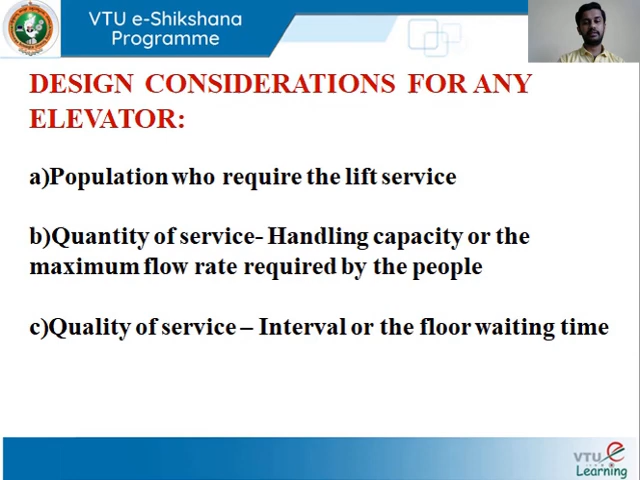 VTU e-Shikshana
Programme
DESIGN CONSIDERATIONS FOR ANY
ELEVATOR:
a)Population who require the lift service
b)Quantity of service- Handling capacity or the
maximum flow rate required by the people
c)Quality of service – Interval or the floor waiting time
VTU e
Learning